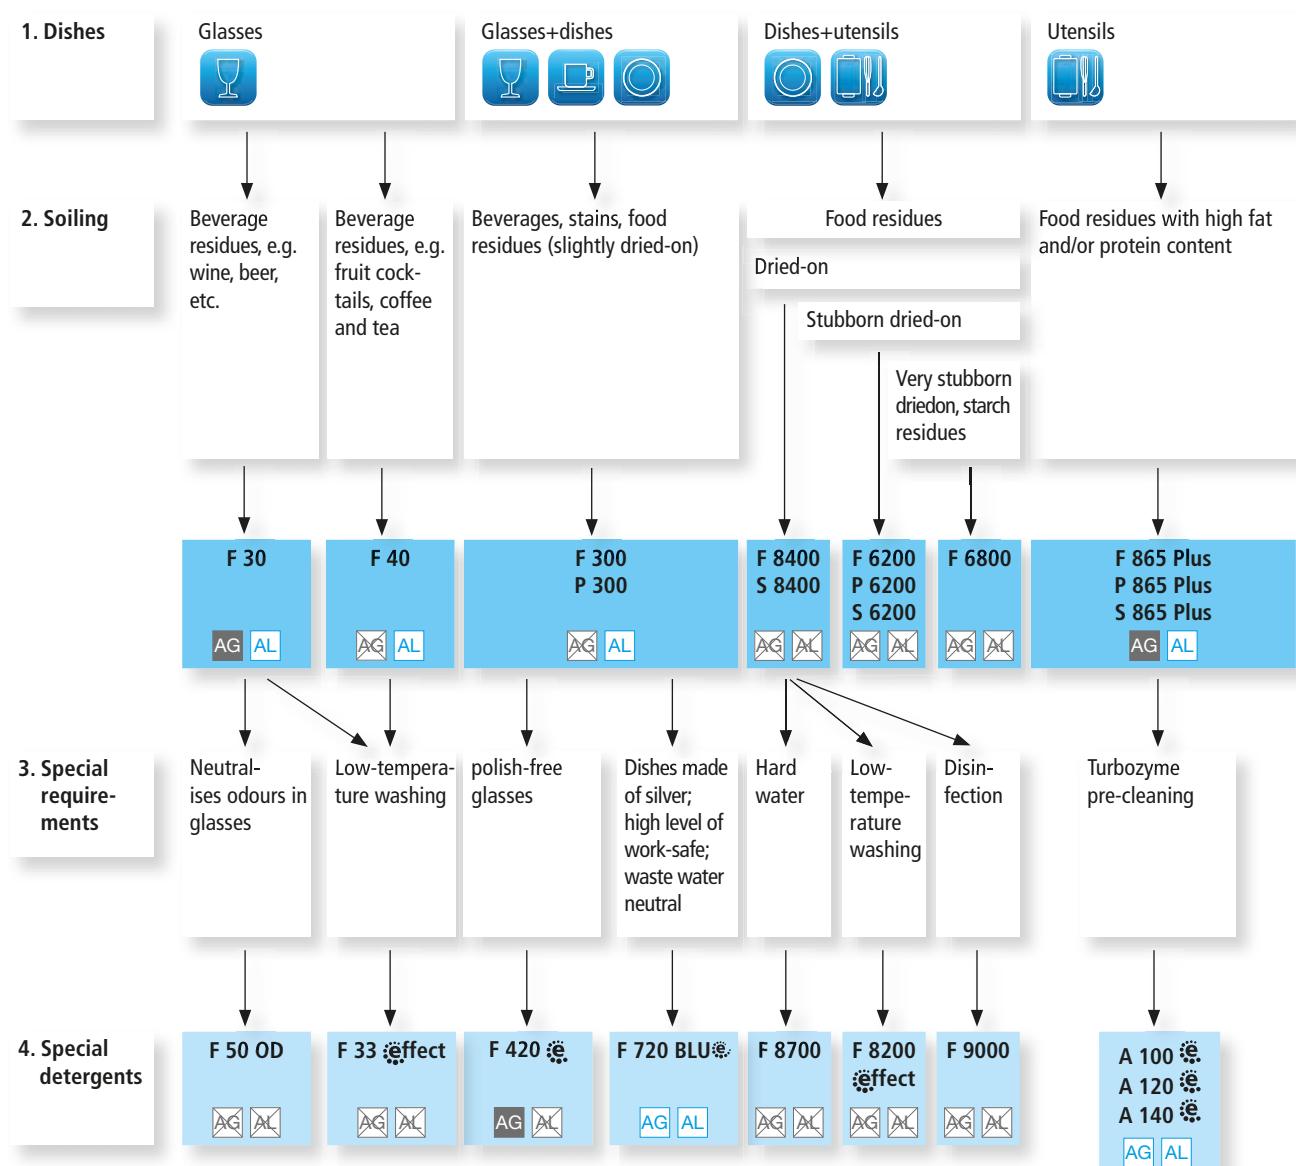 1. Dishes
Glasses
Glasses+dishes
Dishes+utensils
Utensils
2. Soiling
Beverage
residues, e.g.
wine, beer,
etc.
Beverage
residues, e.g.
fruit cock-
tails, coffee
and tea
Beverages, stains, food
residues (slightly dried-on)
Food residues
Dried-on
Stubborn dried-on
Very stubborn
driedon, starch
residues
Food residues with high fat
and/or protein content
F 30
AG AL
F 40
AG AL
F 300
P 300
AG AL
F 8400
S 8400
AG AL
F 6200
P 6200
S 6200
AG AL
F 6800
AG AL
F 865 Plus
P 865 Plus
S 865 Plus
AG AL
3. Special
require-
ments
Neutral-
ises odours in
glasses
Low-tempera-
ture washing
polish-free
glasses
Dishes made
of silver;
high level of
work-safe;
waste water
neutral
Hard
water
Low-
tempe-
rature
washing
Disin-
fection
Turbozyme
pre-cleaning
4. Special
detergents
F 50 OD
AG AL
F 33 effect
AG AL
F 420 e
AG AL
F 720 BLUe
AG AL
F 8700
AG AL
F 8200
effect
AG AL
F 9000
AG AL
A 100 e
A 120 e
A 140 e
AG AL